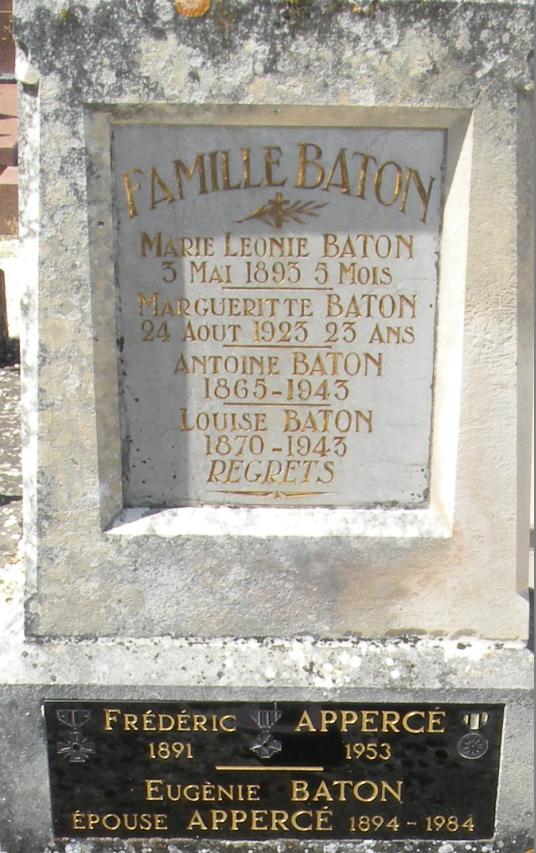 FAMILLE BATON
MARIE LEONIE BATON
3 MAI 1893 5 MOIS
MARGUERITTE BATON
24 AOUT 1923 23 ANS
ANTOINE BATON
1865-1943
LOUISE BATON
1870-1943
REGRETS
FRÉDÉRIC APPERCÉ
1891 1953
EUGÈNIE BATON
ÉPOUSE APPERCÉ 1894-1984